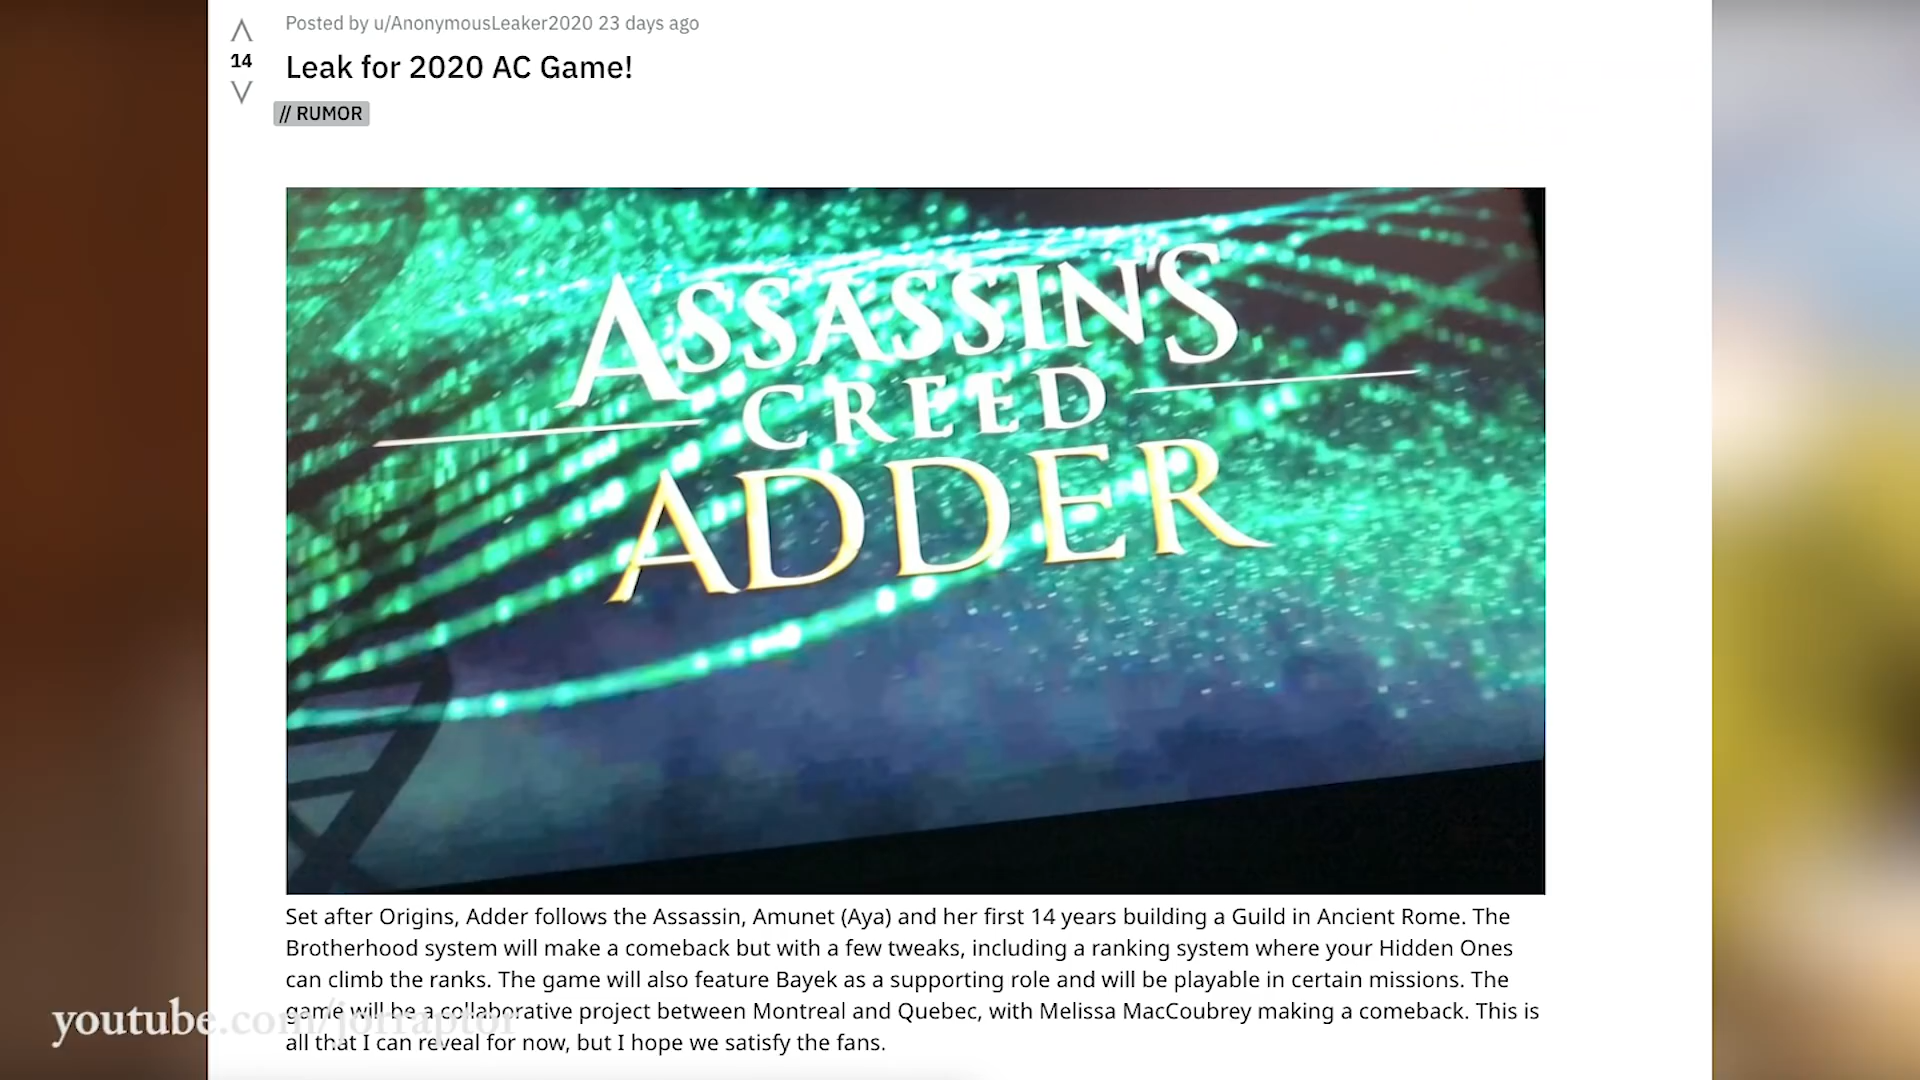 Posted by u/AnonymousLeaker2020 23 days ago
14
Leak for 2020 AC Game!
// RUMOR
ASSASSIN'S
CREED
ADDER
Set after Origins, Adder follows the Assassin, Amunet (Aya) and her first 14 years building a Guild in Ancient Rome. The
Brotherhood system will make a comeback but with a few tweaks, including a ranking system where your Hidden Ones
can climb the ranks. The game will also feature Bayek as a supporting role and will be playable in certain missions. The
game will be a collaborative project between Montreal and Quebec, with Melissa MacCoubrey making a comeback. This is
all that I can reveal for now, but I hope we satisfy the fans.
youtube.com/jorraptor